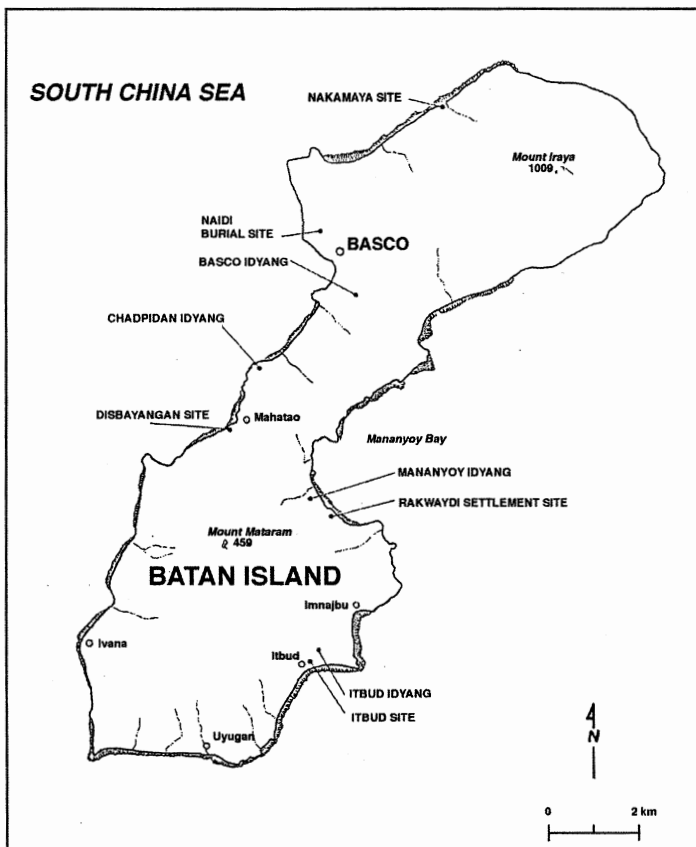 SOUTH CHINA SEA
NAKAMAYA SITE
Mount Iraya
1009
NAIDI
BURIAL SITE
BASCO
BASCO IDYANG
CHADPIDAN IDYANG
Mahatao
DISBAYANGAN SITE
Mananyoy Bay
MANANYOY IDYANG
RAKWAYDI SETTLEMENT SITE
Mount Mataram
459
BATAN ISLAND
Imnajbu
Ivana
Itbud
ITBUD IDYANG
ITBUD SITE
Uyugan
N
0 2 km